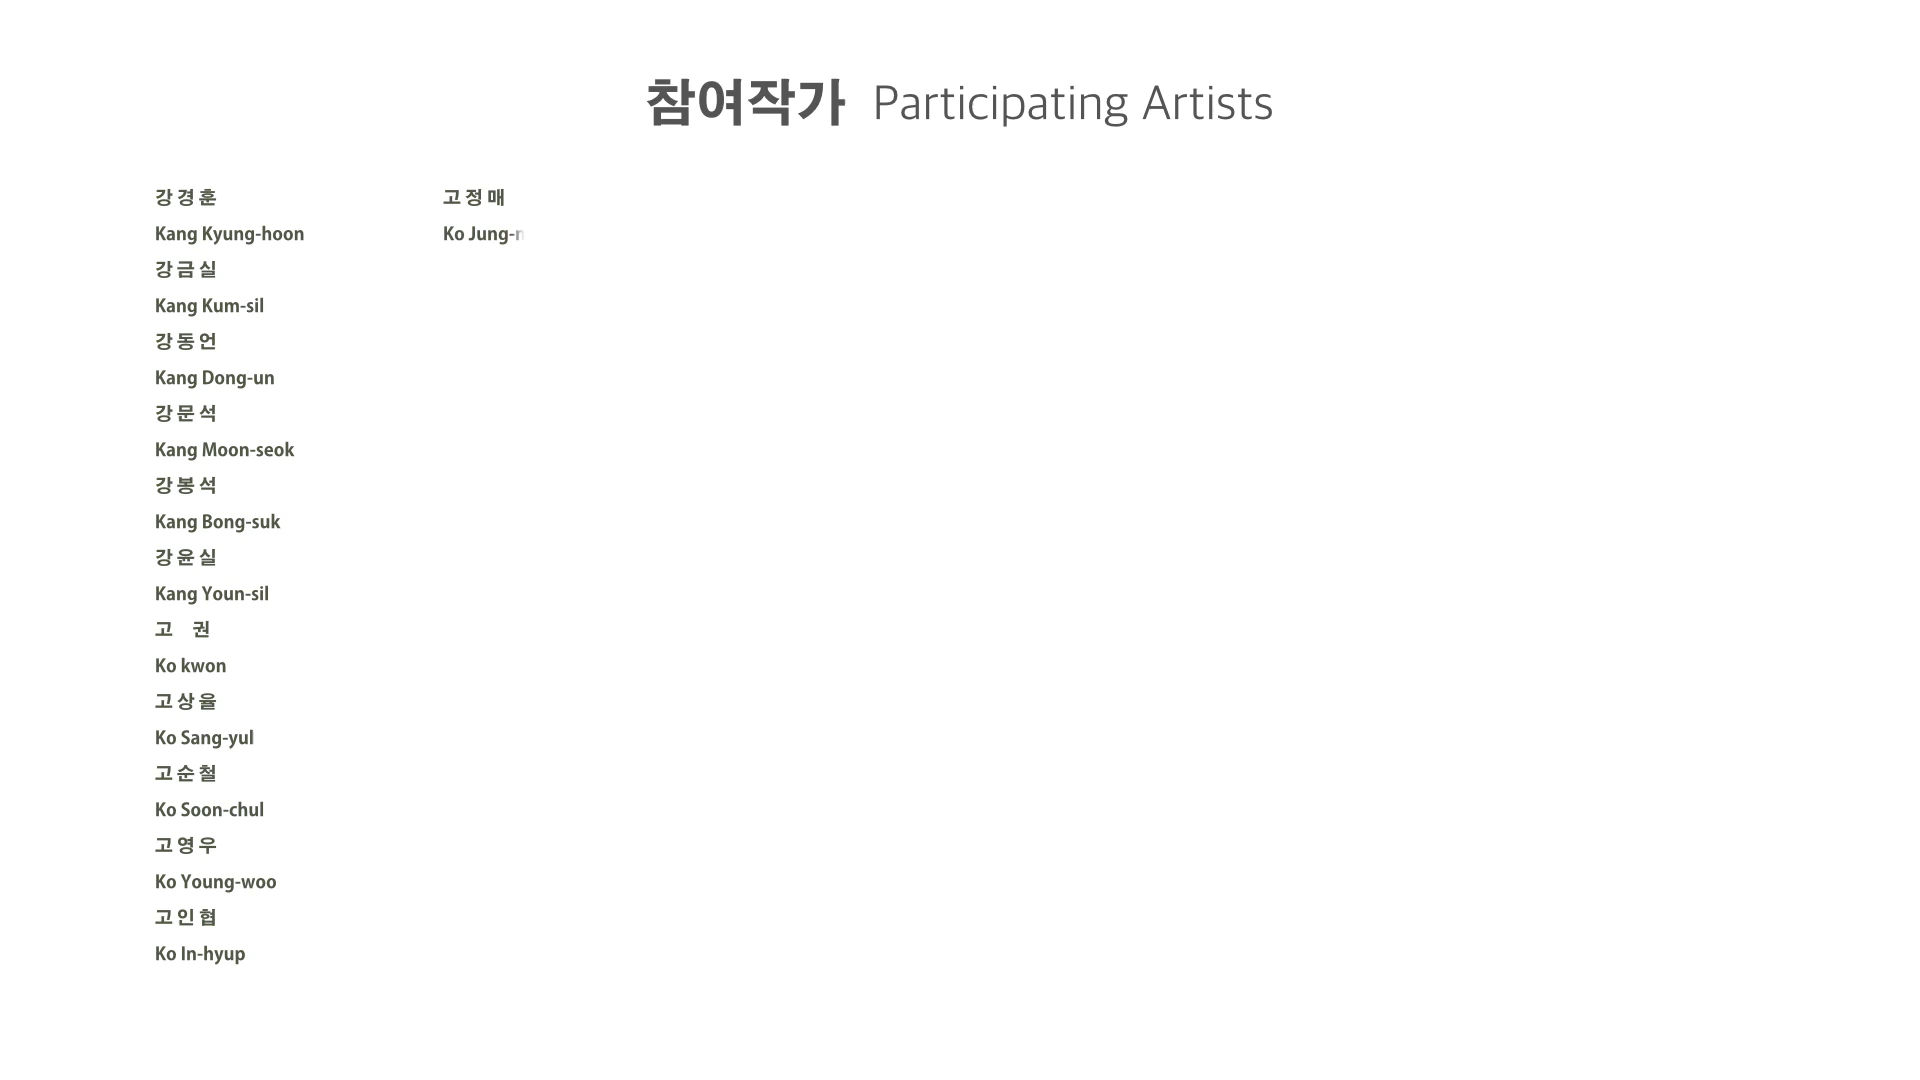 참여작가 Participating Artists
강경훈
Kang Kyung-hoon
강금실
Kang Kum-sil
강동언
Kang Dong-un
강문석
Kang Moon-seok
강봉석
Kang Bong-suk
강윤실
Kang Youn-sil
고 권
Ko kwon
고상율
Ko Sang-yul
고순철
Ko Soon-chul
고영우
Ko Young-woo
고인협
Ko In-hyup
고정매
Ko